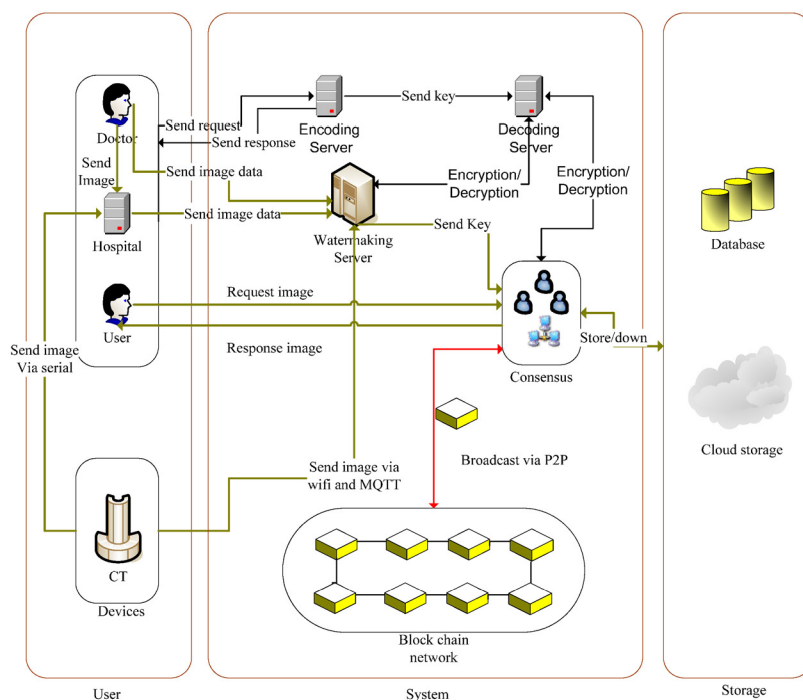 Send key
Send request
Encoding
Server
Decoding
Server
Doctor
Send response
Send
Image
Send image data
Encryption/
Decryption
Encryption/
Decryption
Send image data
Hospital
Watermaking
Server
Send Key
Database
Request image
User
Send image
Via serial
Response image
Store/down
Consensus
Cloud storage
Broadcast via P2P
Send image via
wifi and MQTT
CT
Devices
Block chain
network
User
System
Storage